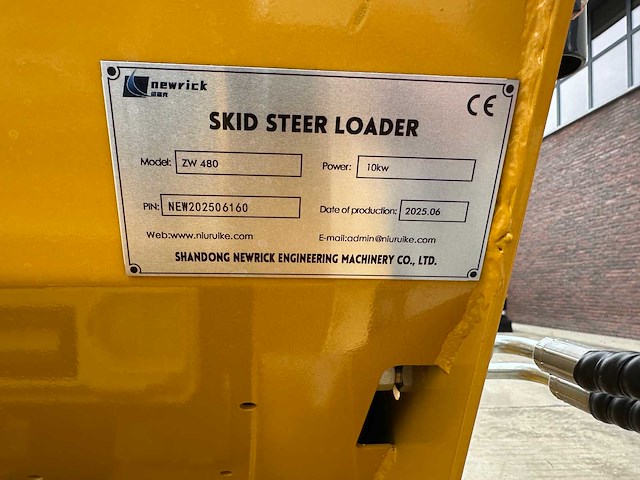 newrick
SKID STEER LOADER
Model: ZW 480 Power: 10kw
PIN: NEW202506160 Date of production: 2025.06
Web:www.niuruike.com E-mail:admin@niuruike.com
SHANDONG NEWRICK ENGINEERING MACHINERY CO., LTD.
CE